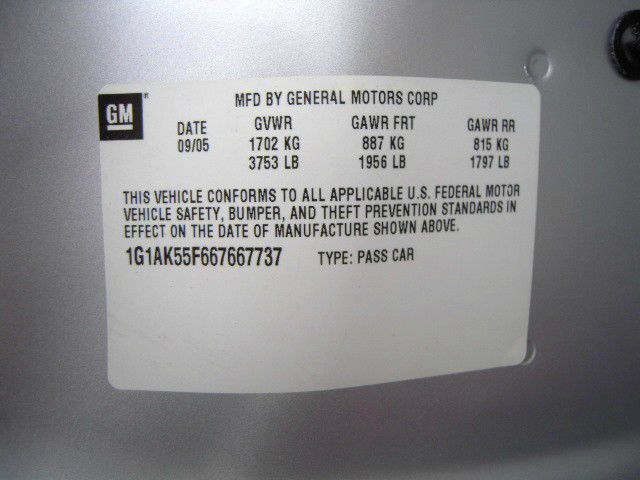 GM
MFD BY GENERAL MOTORS CORP
DATE GVWR GAWR FRT GAWR RR
09/05 1702 KG 887 KG 815 KG
3753 LB 1956 LB 1797 LB
THIS VEHICLE CONFORMS TO ALL APPLICABLE U.S. FEDERAL MOTOR
VEHICLE SAFETY, BUMPER, AND THEFT PREVENTION STANDARDS IN
EFFECT ON THE DATE OF MANUFACTURE SHOWN ABOVE.
1G1AK55F667667737 TYPE: PASS CAR